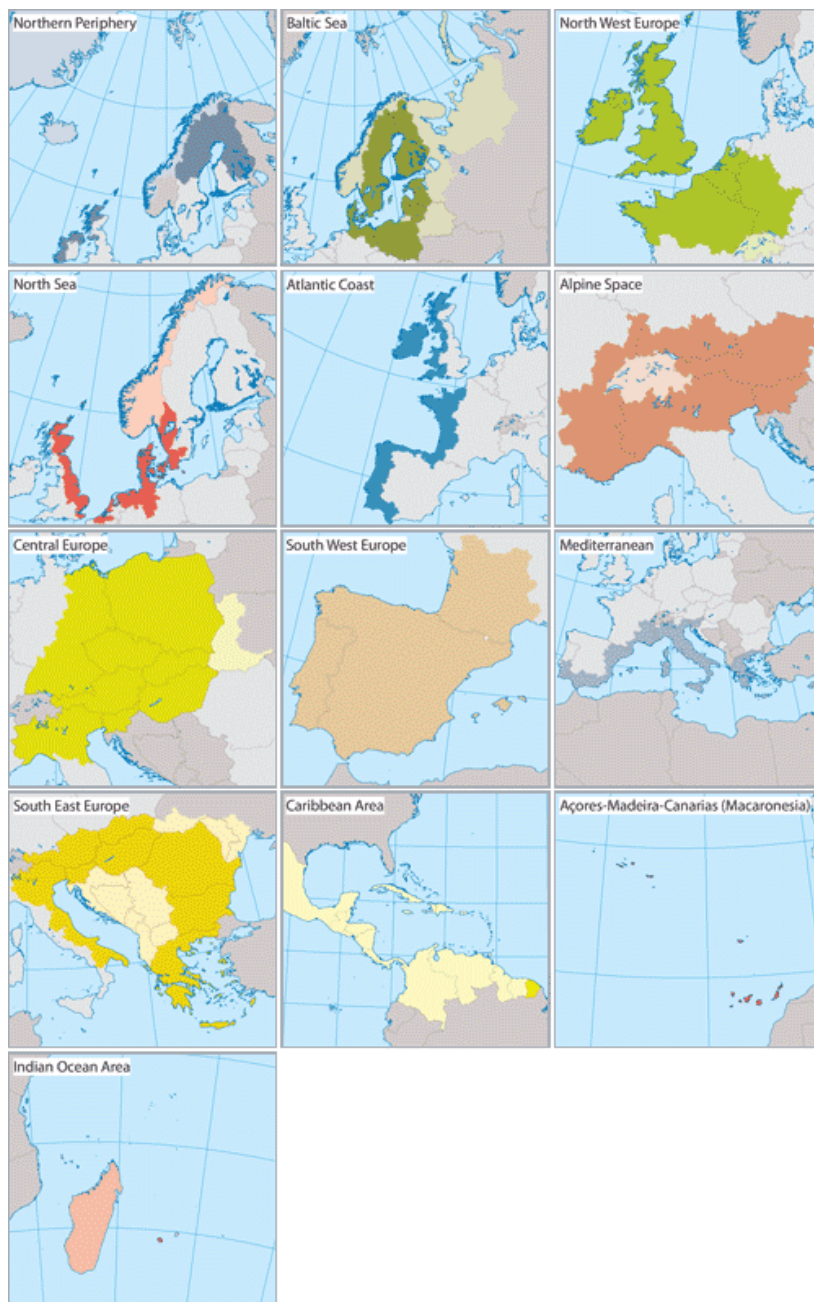 Northern Periphery
Baltic Sea
North West Europe
North Sea
Atlantic Coast
Alpine Space
Central Europe
South West Europe
Mediterranean
South East Europe
Caribbean Area
Açores-Madeira-Canarias (Macaronesia)
Indian Ocean Area